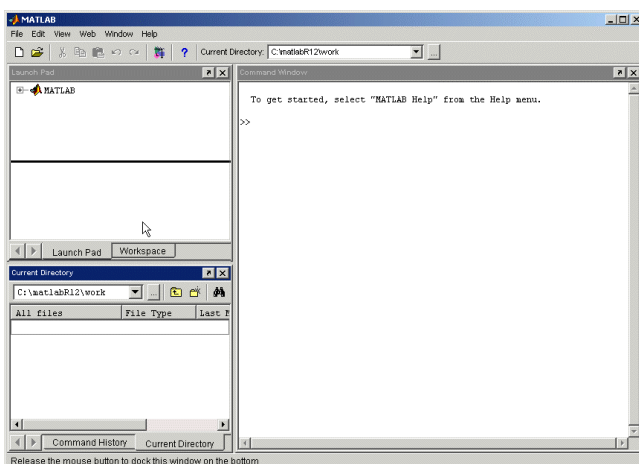 MATLAB
File Edit View Web Window Help
? Current Directory: C:\matlabR12\work ...
Launch Pad
MATLAB
Launch Pad Workspace
Current Directory
C:\matlabR12\work ...
All files File Type Last M
Command History Current Directory
Command Window
To get started, select "MATLAB Help" from the Help menu.
>>
Release the mouse button to dock this window on the bottom